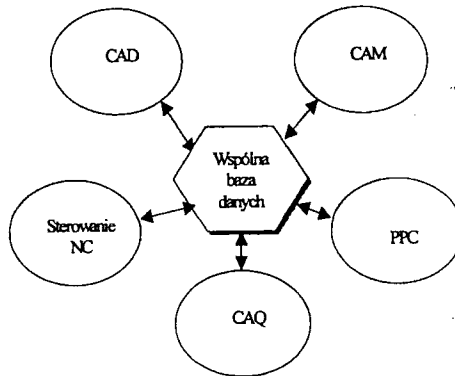 CAD
CAM
Wspólna
baza
danych
Sterowanie
NC
PPC
CAQ